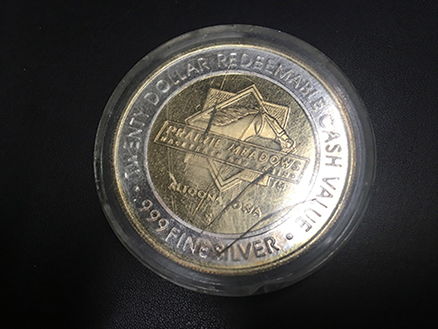 TWENTY DOLLAR REDEEMABLE CASH VALUE
PRAIRIE MEADOWS
ALTOONA, IOWA
.999 FINE SILVER